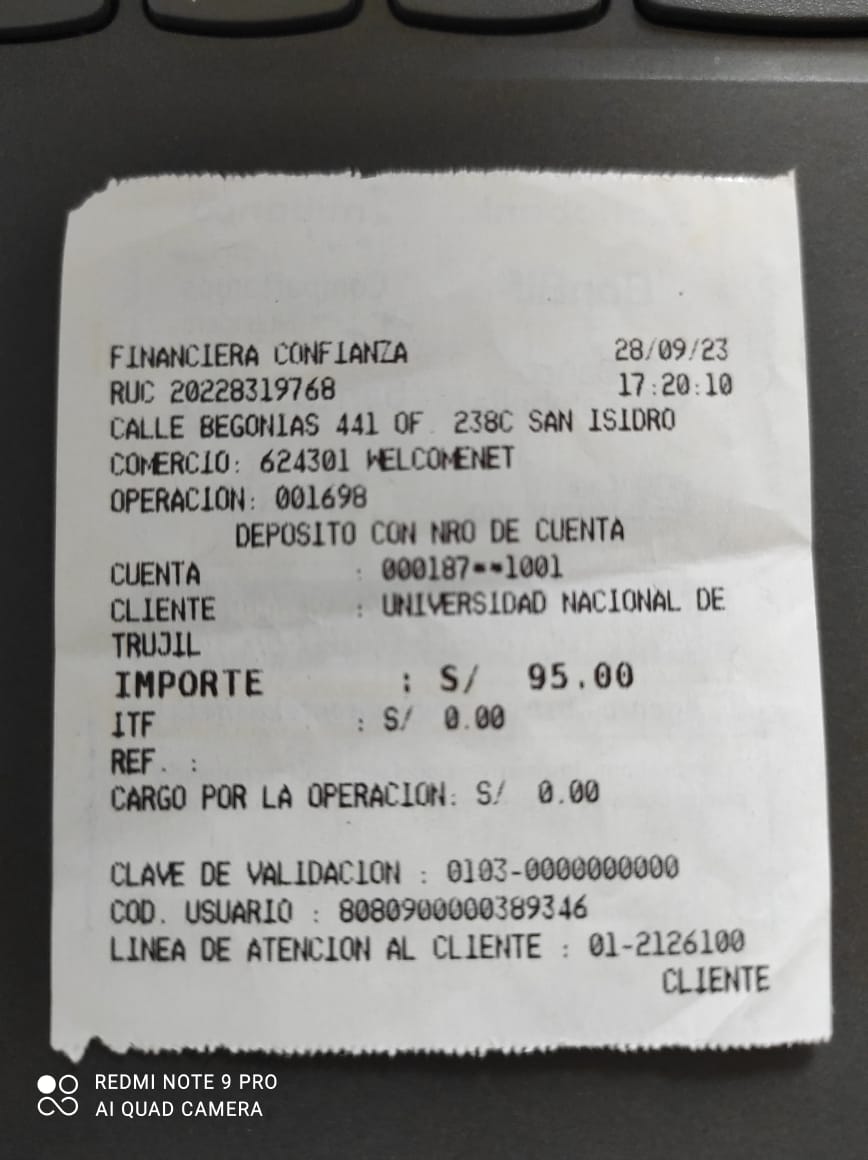 FINANCIERA CONFIANZA 28/09/23
RUC 20228319768 17:20:10
CALLE BEGONIAS 441 OF. 238C SAN ISIDRO
COMERCIO: 624301 WELCOMENET
OPERACION: 001698
DEPOSITO CON NRO DE CUENTA
CUENTA : 000187**1001
CLIENTE : UNIVERSIDAD NACIONAL DE
TRUJIL
IMPORTE : S/ 95.00
ITF : S/ 0.00
REF. :
CARGO POR LA OPERACION: S/ 0.00
CLAVE DE VALIDACION : 0103-0000000000
COD. USUARIO : 8080900000389346
LINEA DE ATENCION AL CLIENTE : 01-2126100
CLIENTE
REDMI NOTE 9 PRO
AI QUAD CAMERA